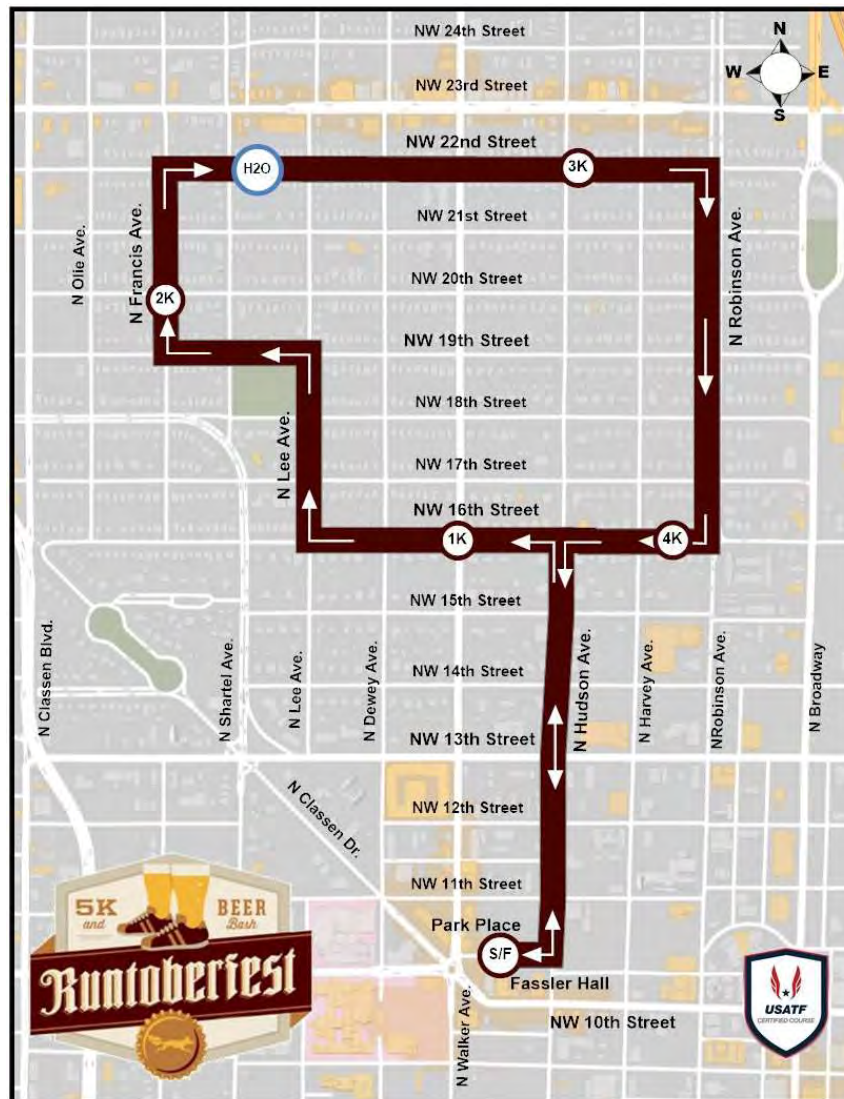 NW 24th Street
N
NW 23rd Street
W E
S
NW 22nd Street
H2O
3K
NW 21st Street
N Olie Ave.
N Francis Ave.
N Robinson Ave.
NW 20th Street
2K
NW 19th Street
NW 18th Street
N Lee Ave.
NW 17th Street
NW 16th Street
1K
4K
NW 15th Street
N Classen Blvd.
N Shartel Ave.
N Lee Ave.
N Dewey Ave.
NW 14th Street
N Hudson Ave.
N Harvey Ave.
NRobinson Ave.
N Broadway
NW 13th Street
N Classen Dr.
NW 12th Street
NW 11th Street
5K
and
BEER
Bash
Runtoberfest
Park Place
S/F
Fassler Hall
N Walker Ave.
NW 10th Street
USATF
CERTIFIED COURSE